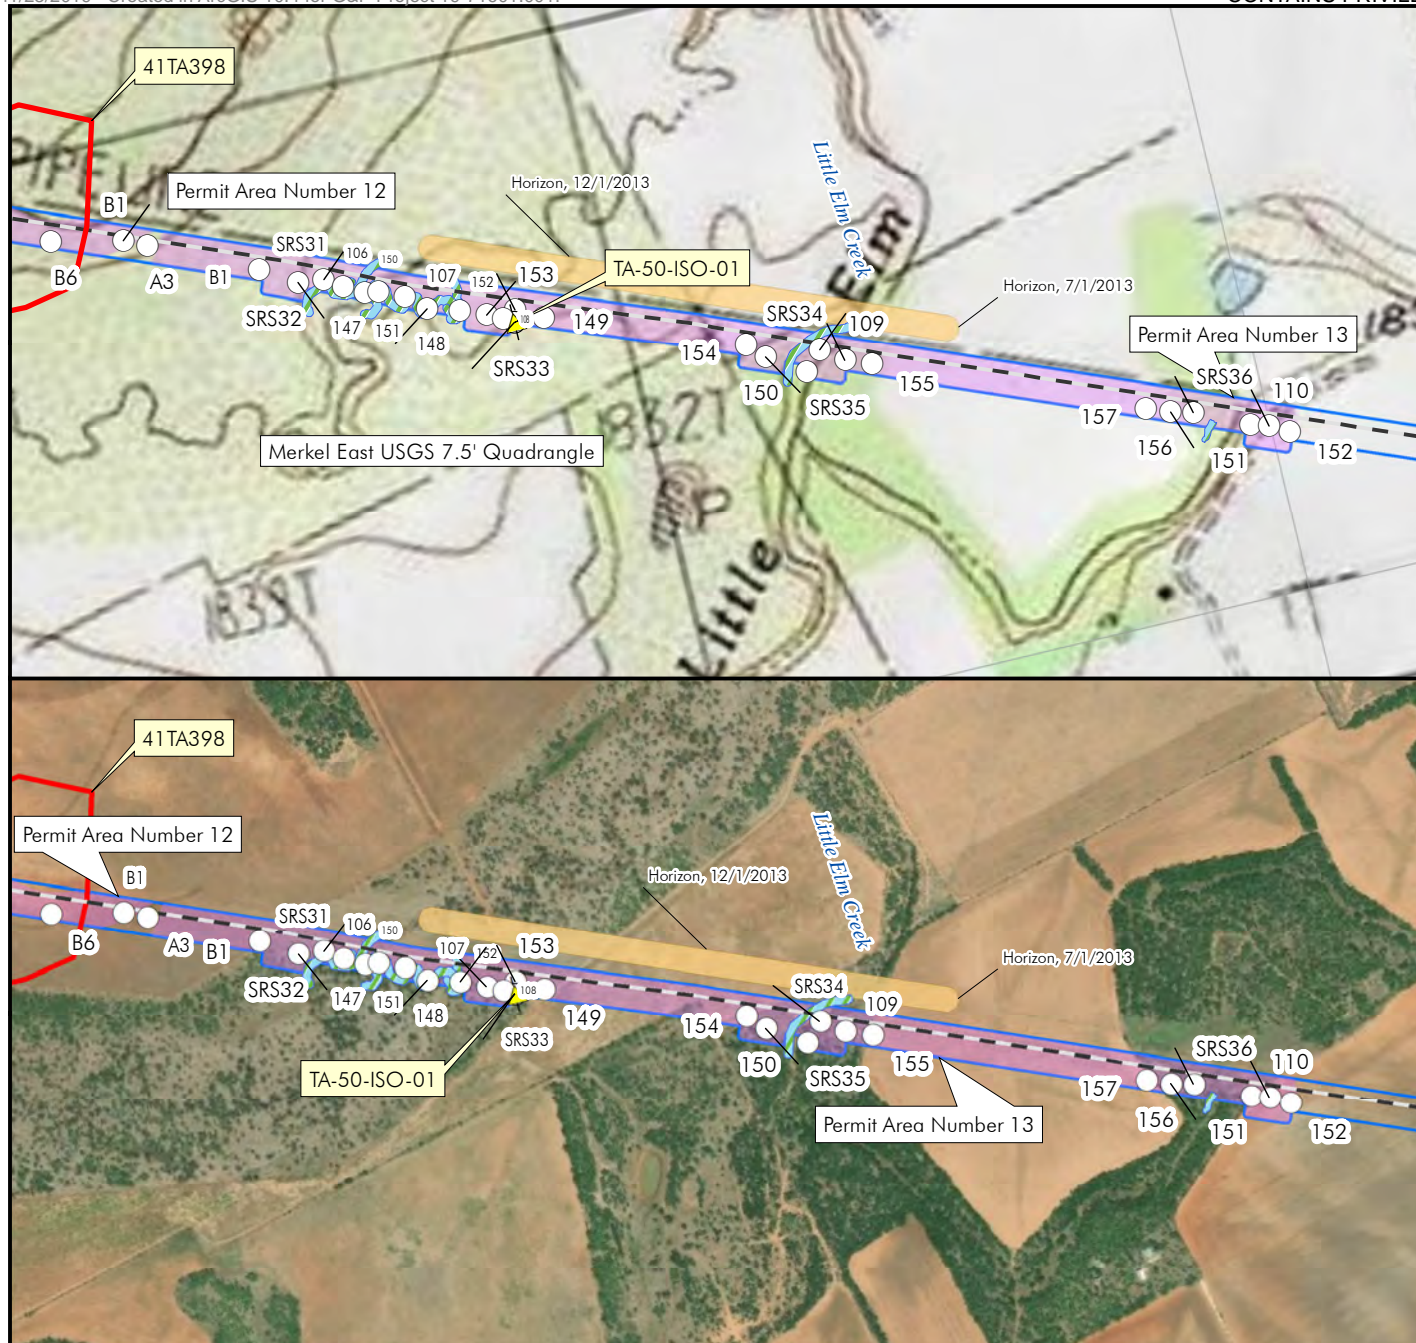 41TA398
PIPE
Permit Area Number 12
B1
Horizon, 12/1/2013
Little Elm Creek
Elm
B6
A3
B1
SRS31
106
150
107
152
153
TA-50-ISO-01
Horizon, 7/1/2013
SRS32
147
151
148
108
149
SRS33
SRS34
109
154
150
SRS35
155
Permit Area Number 13
SRS36
110
157
156
151
152
Merkel East USGS 7.5' Quadrangle
Little
41TA398
Permit Area Number 12
B1
Horizon, 12/1/2013
Little Elm Creek
B6
A3
B1
SRS31
106
150
107
152
153
Horizon, 7/1/2013
SRS32
147
151
148
108
149
SRS33
TA-50-ISO-01
SRS34
109
154
150
SRS35
155
Permit Area Number 13
SRS36
110
157
156
151
152